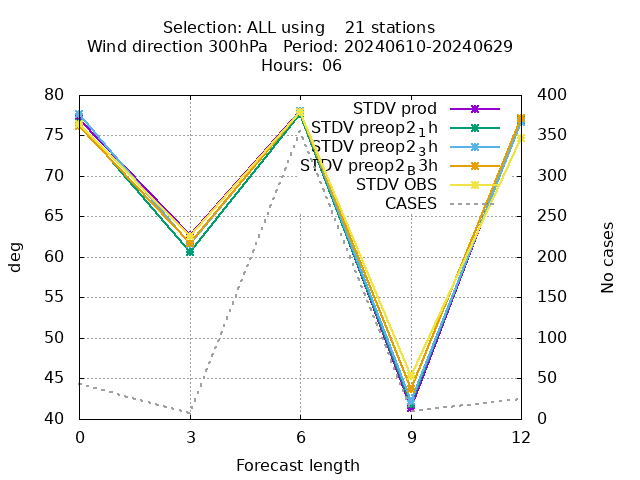 Selection: ALL using    21 stations
Wind direction 300hPa   Period: 20240610-20240629
Hours: 06
80 400
STDV prod
STDV preop2₁h
75 350
STDV preop2₃h
STDV preop2_B3h
70 300
STDV OBS
CASES
65 250
60 200
deg
No cases
55 150
50 100
45 50
40 0
0 3 6 9 12
Forecast length